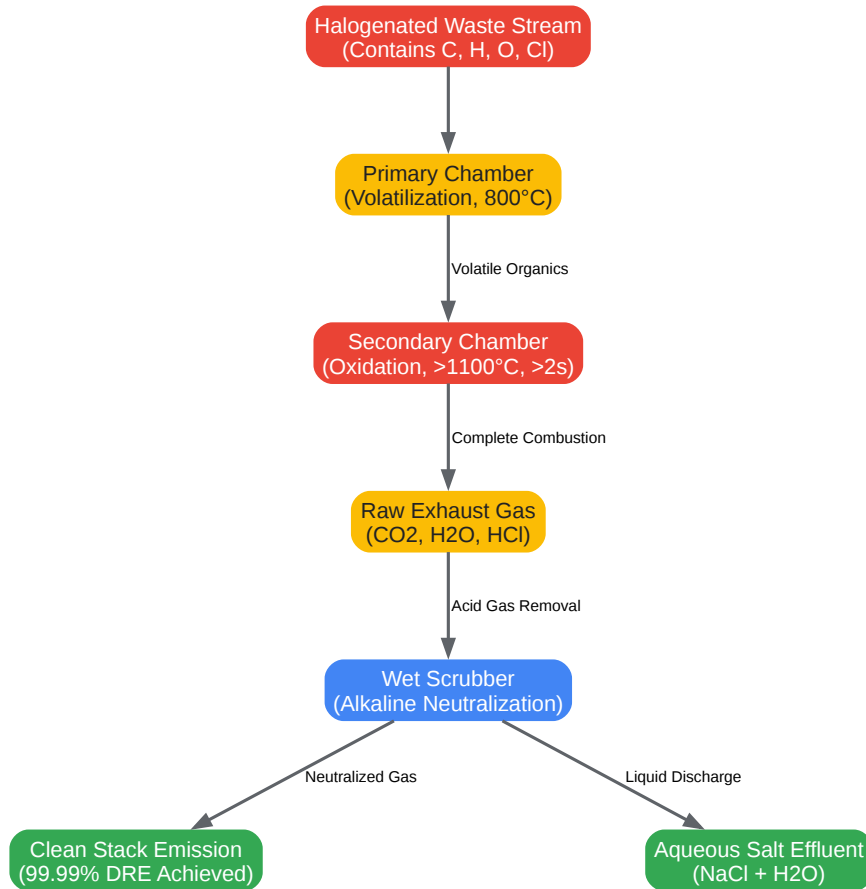 Halogenated Waste Stream
(Contains C, H, O, Cl)
Primary Chamber
(Volatilization, 800°C)
Volatile Organics
Secondary Chamber
(Oxidation, >1100°C, >2s)
Complete Combustion
Raw Exhaust Gas
(CO2, H2O, HCl)
Acid Gas Removal
Wet Scrubber
(Alkaline Neutralization)
Neutralized Gas
Liquid Discharge
Clean Stack Emission
(99.99% DRE Achieved)
Aqueous Salt Effluent
(NaCl + H2O)